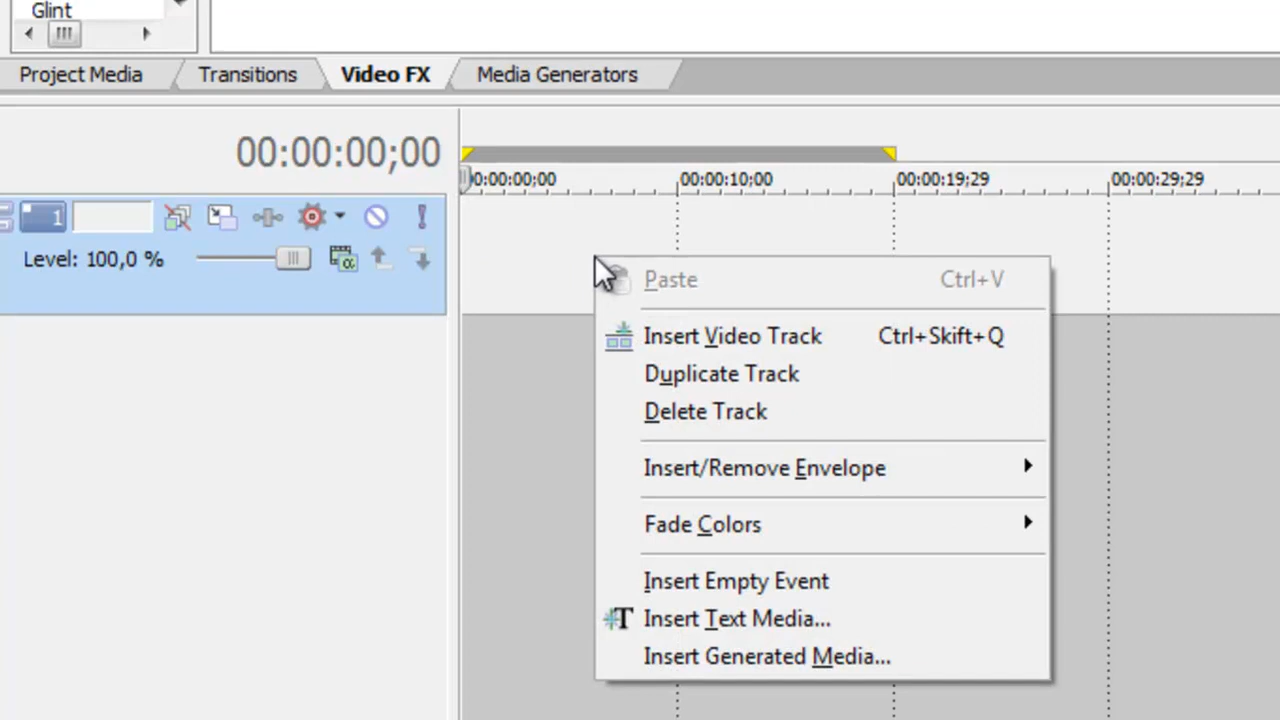 Glint
Project Media
Transitions
Video FX
Media Generators
00:00:00;00
00:00:00;00
00:00:10;00
00:00:19;29
00:00:29;29
1
Level: 100,0 %
Paste Ctrl+V
Insert Video Track Ctrl+Skift+Q
Duplicate Track
Delete Track
Insert/Remove Envelope
Fade Colors
Insert Empty Event
Insert Text Media...
Insert Generated Media...